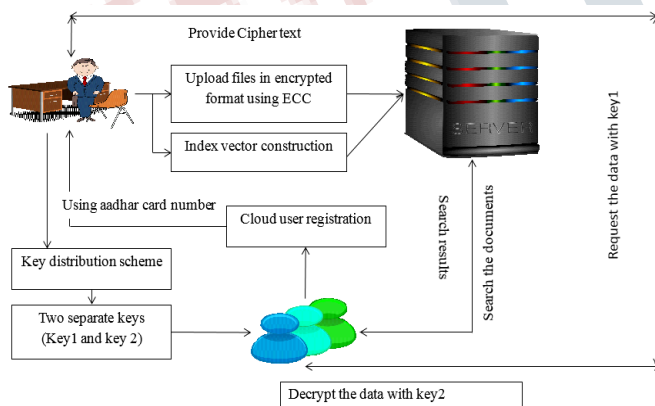 Provide Cipher text
Upload files in encrypted
format using ECC
SERVER
Index vector construction
Using aadhar card number
Cloud user registration
Search results
Search the documents
Request the data with key1
Key distribution scheme
Two separate keys
(Key1 and key 2)
Decrypt the data with key2